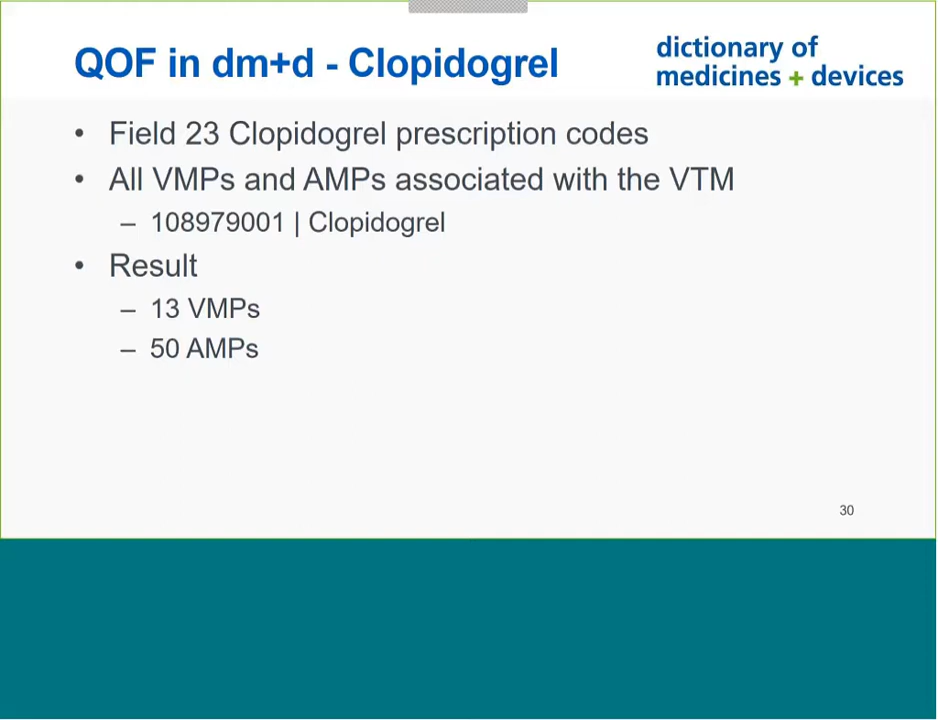 QOF in dm+d - Clopidogrel
dictionary of
medicines + devices
• Field 23 Clopidogrel prescription codes
• All VMPs and AMPs associated with the VTM
– 108979001 | Clopidogrel
• Result
– 13 VMPs
– 50 AMPs
30